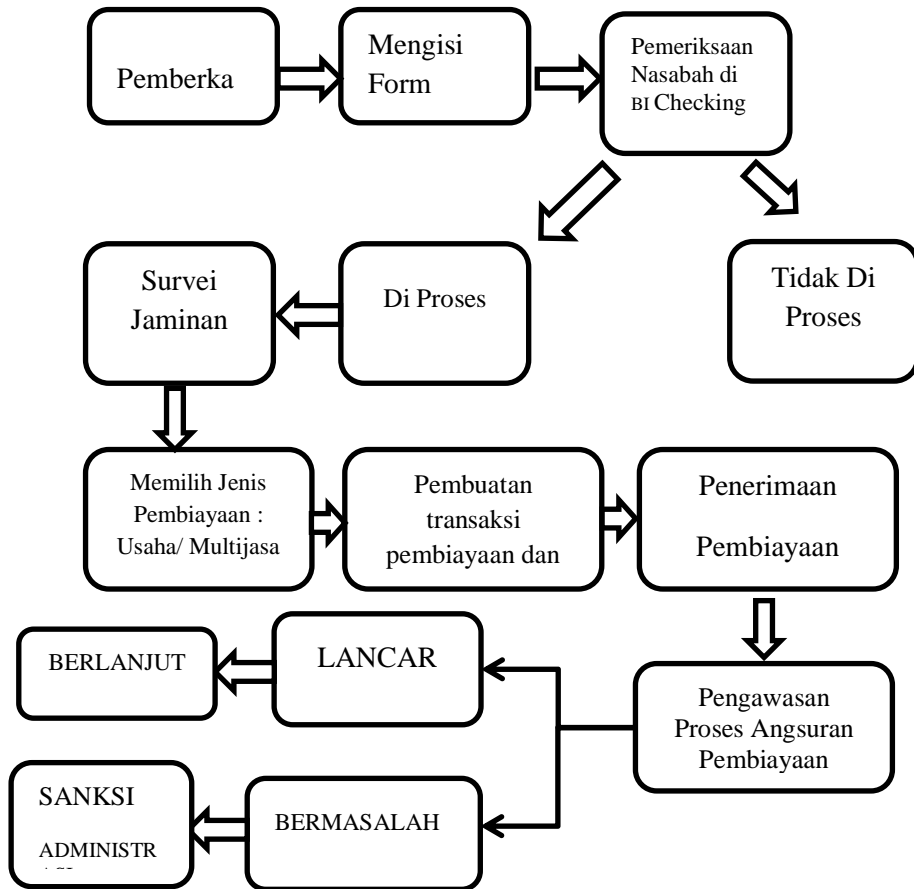 Pemberka
Mengisi
Form
Pemeriksaan
Nasabah di
BI Checking
Survei
Jaminan
Di Proses
Tidak Di
Proses
Memilih Jenis
Pembiayaan :
Usaha/ Multijasa
Pembuatan
transaksi
pembiayaan dan
Penerimaan
Pembiayaan
BERLANJUT
LANCAR
Pengawasan
Proses Angsuran
Pembiayaan
SANKSI
ADMINISTR
BERMASALAH